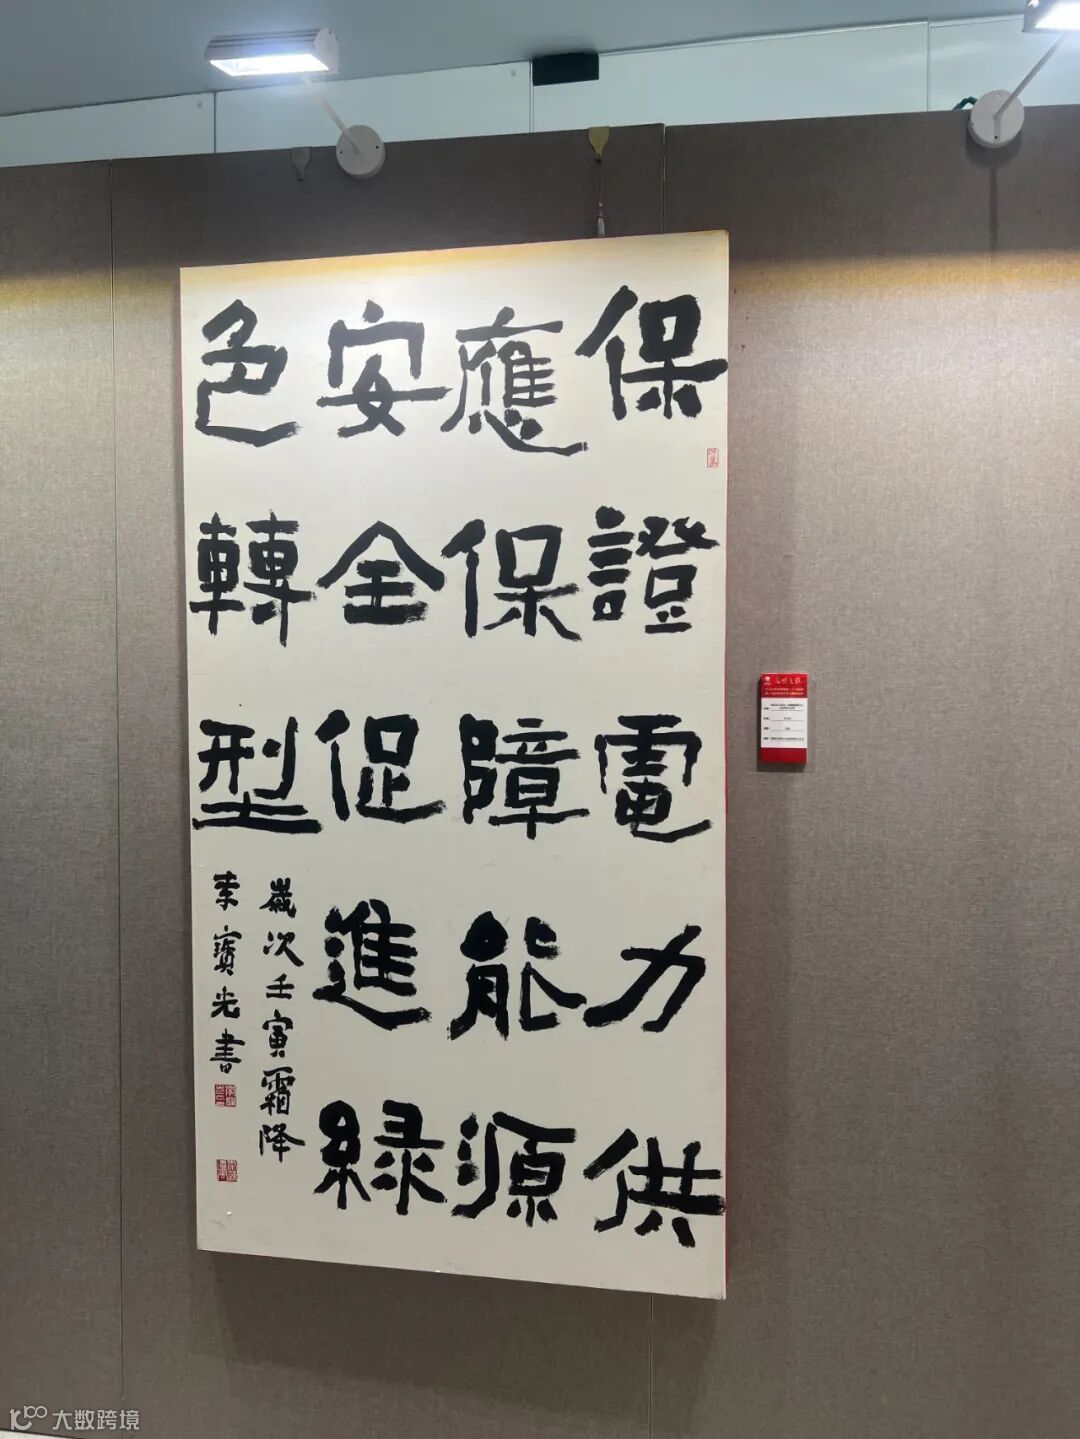 保證電力供
應保障能源
安全促進綠
色轉型
歲次壬寅霜降
李寶光書
大数跨境